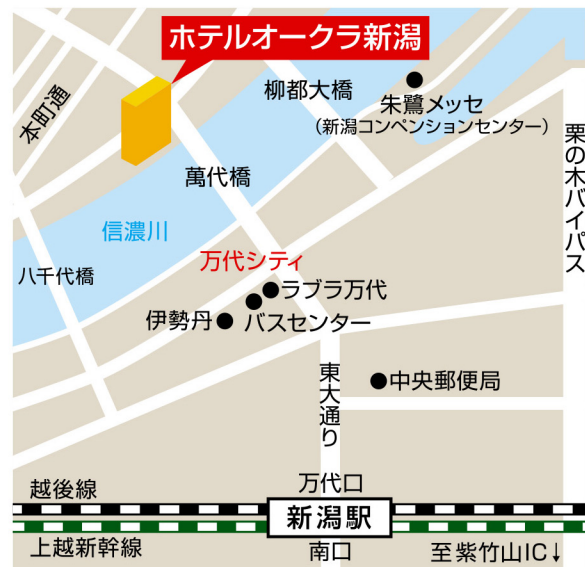 ホテルオークラ新潟
本町通
柳都大橋
朱鷺メッセ
(新潟コンペンションセンター)
栗の木バイパス
萬代橋
信濃川
八千代橋
万代シティ
ラブラ万代
伊勢丹
バスセンター
東大通り
中央郵便局
越後線
万代口
新潟駅
上越新幹線
南口
至紫竹山IC↓